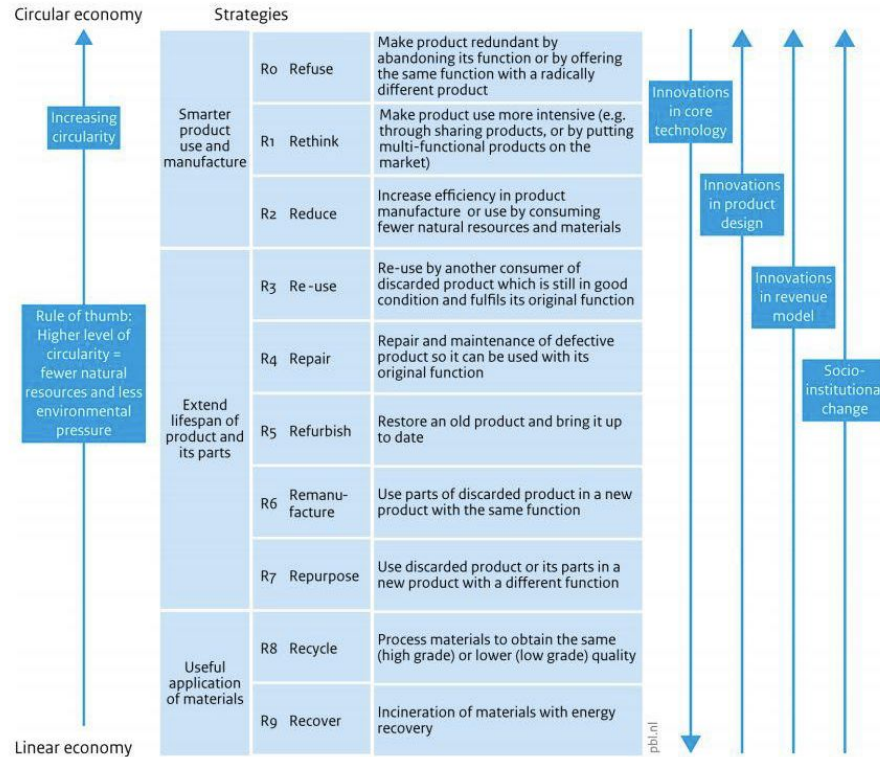 Circular economy
Strategies
Increasing
circularity
Rule of thumb:
Higher level of
circularity =
fewer natural
resources and less
environmental
pressure
Linear economy
Smarter
product
use and
manufacture
R0 Refuse
Make product redundant by
abandoning its function or by offering
the same function with a radically
different product
R1 Rethink
Make product use more intensive (e.g.
through sharing products, or by putting
multi-functional products on the
market)
R2 Reduce
Increase efficiency in product
manufacture or use by consuming
fewer natural resources and materials
Extend
lifespan of
product and
its parts
R3 Re-use
Re-use by another consumer of
discarded product which is still in good
condition and fulfils its original function
R4 Repair
Repair and maintenance of defective
product so it can be used with its
original function
R5 Refurbish
Restore an old product and bring it up
to date
R6 Remanu-
facture
Use parts of discarded product in a new
product with the same function
R7 Repurpose
Use discarded product or its parts in a
new product with a different function
Useful
application
of materials
R8 Recycle
Process materials to obtain the same
(high grade) or lower (low grade) quality
R9 Recover
Incineration of materials with energy
recovery
pbl.nl
Innovations
in core
technology
Innovations
in product
design
Innovations
in revenue
model
Socio-
institutional
change